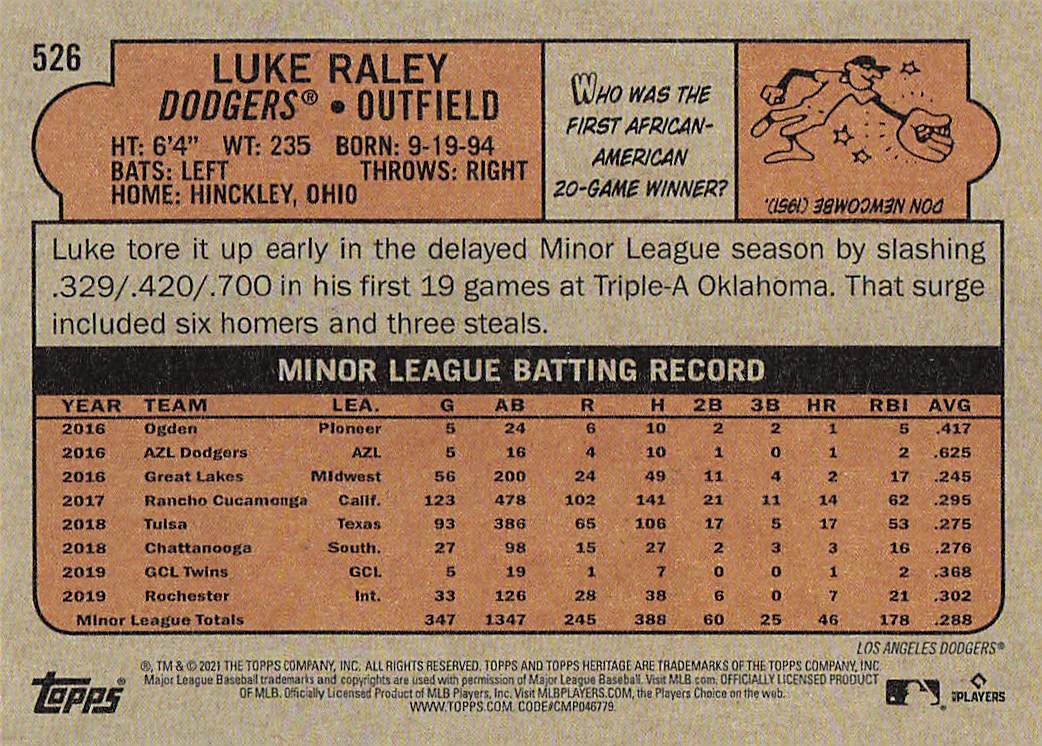 526
LUKE RALEY
DODGERS® • OUTFIELD
HT: 6'4" WT: 235 BORN: 9-19-94
BATS: LEFT THROWS: RIGHT
HOME: HINCKLEY, OHIO
WHO WAS THE
FIRST AFRICAN-
AMERICAN
20-GAME WINNER?
DON NEWCOMBE (1951).
Luke tore it up early in the delayed Minor League season by slashing
.329/.420/.700 in his first 19 games at Triple-A Oklahoma. That surge
included six homers and three steals.
MINOR LEAGUE BATTING RECORD
YEAR TEAM LEA. G AB R H 2B 3B HR RBI AVG
2016 Ogden Pioneer 5 24 6 10 2 2 1 5 .417
2016 AZL Dodgers AZL 5 16 4 10 1 0 1 2 .625
2016 Great Lakes Midwest 56 200 24 49 11 4 2 17 .245
2017 Rancho Cucamonga Calif. 123 478 102 141 21 11 14 62 .295
2018 Tulsa Texas 93 386 65 106 17 5 17 53 .275
2018 Chattanooga South. 27 98 15 27 2 3 3 16 .276
2019 GCL Twins GCL 5 19 1 7 0 0 1 2 .368
2019 Rochester Int. 33 126 28 38 6 0 7 21 .302
Minor League Totals 347 1347 245 388 60 25 46 178 .288
LOS ANGELES DODGERS®
®, TM & © 2021 THE TOPPS COMPANY, INC. ALL RIGHTS RESERVED. TOPPS AND TOPPS HERITAGE ARE TRADEMARKS OF THE TOPPS COMPANY, INC.
Major League Baseball trademarks and copyrights are used with permission of Major League Baseball. Visit MLB.com. OFFICIALLY LICENSED PRODUCT
OF MLB. Officially Licensed Product of MLB Players, Inc. Visit MLBPLAYERS.COM, the Players Choice on the web.
WWW.TOPPS.COM. CODE#CMP046779.
Topps®
PLAYERS